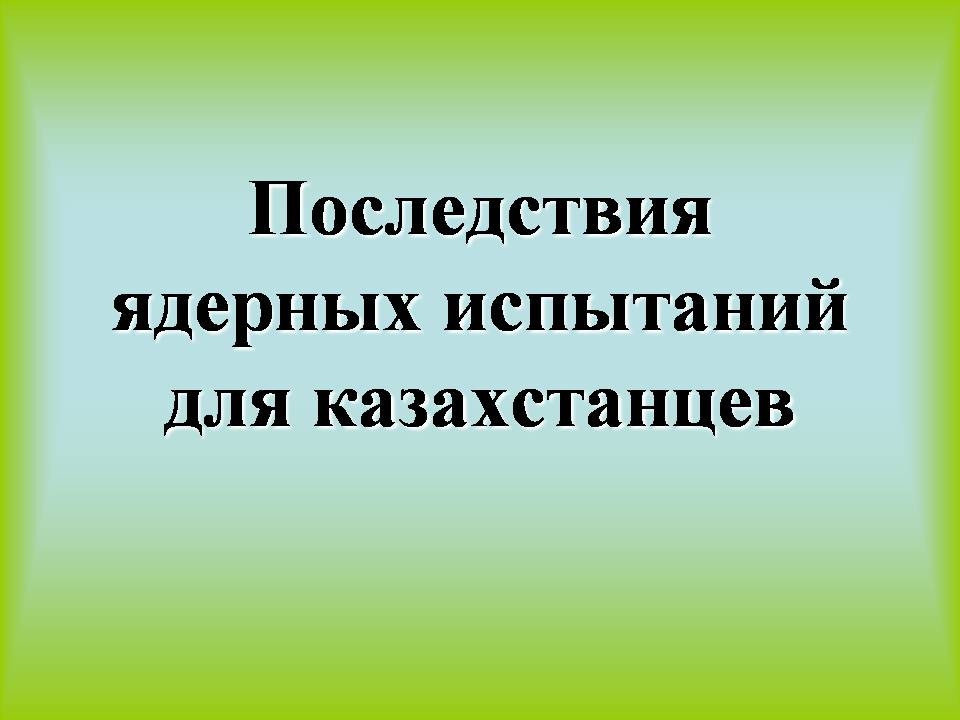 Последствия
ядерных испытаний
для казахстанцев